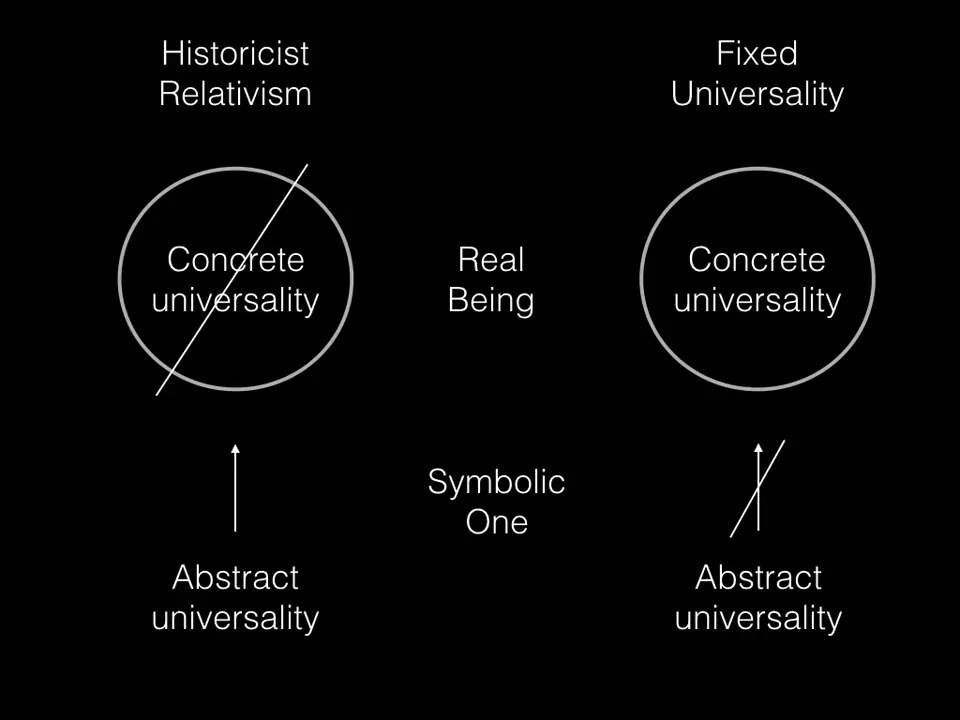 Historicist
Relativism
Fixed
Universality
Concrete
universality
Real
Being
Concrete
universality
Symbolic
One
Abstract
universality
Abstract
universality